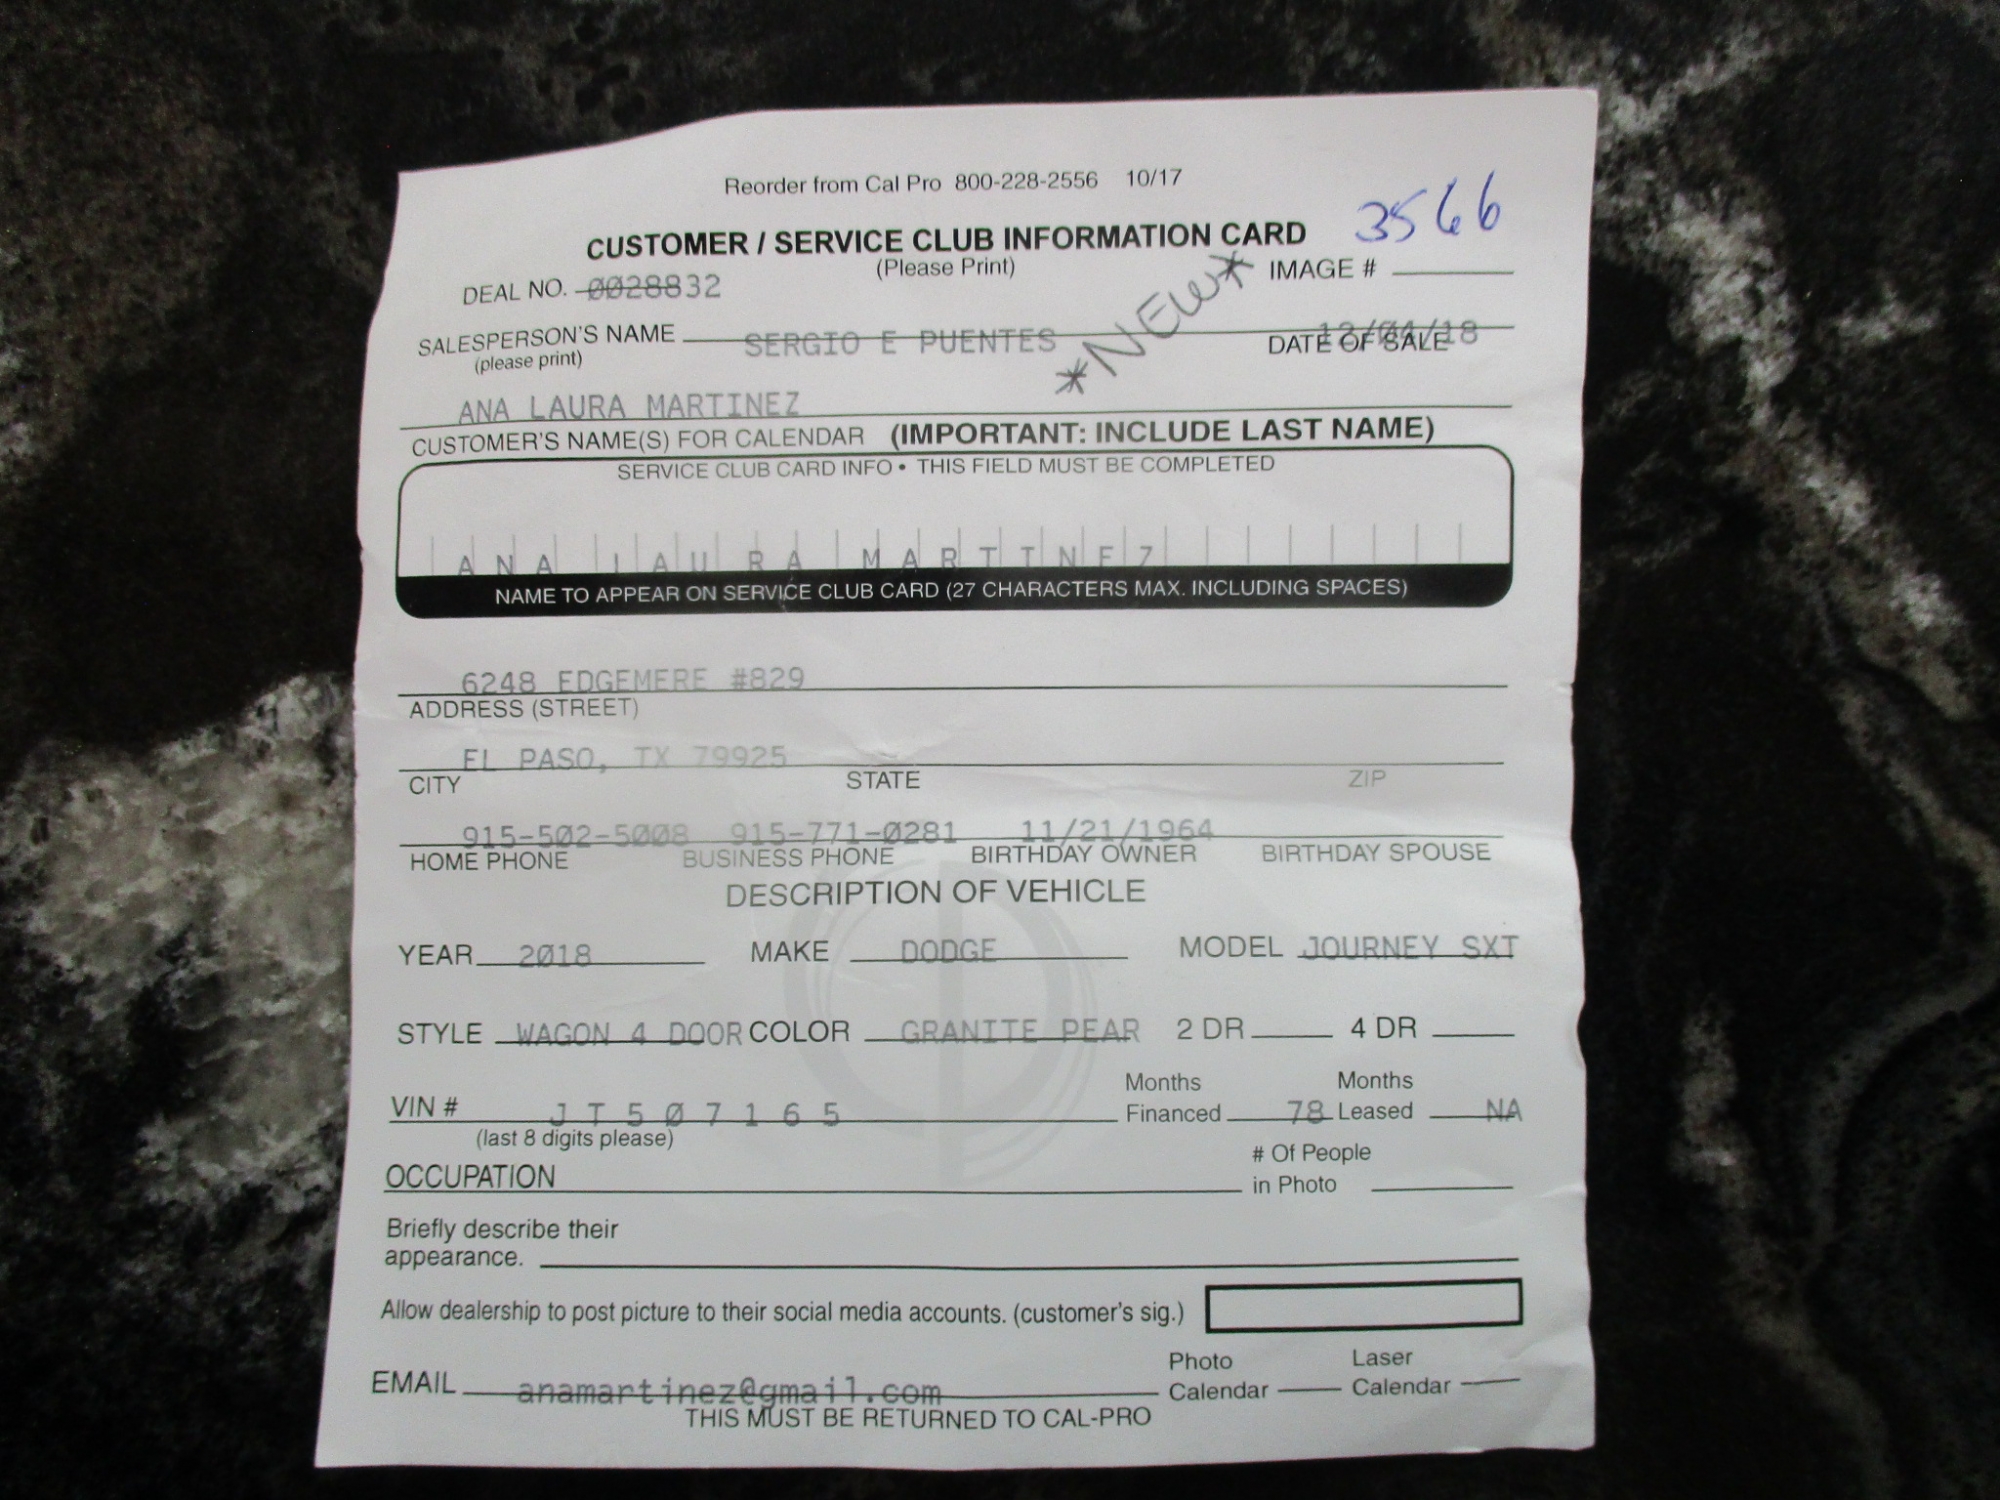 Reorder from Cal Pro 800-228-2556 10/17
3566
CUSTOMER / SERVICE CLUB INFORMATION CARD
(Please Print)
IMAGE #
DEAL NO. 0028832
*NEW*
SALESPERSON'S NAME SERGIO E PUENTES
(please print)
DATE OF SALE 12/04/18
ANA LAURA MARTINEZ
CUSTOMER'S NAME(S) FOR CALENDAR (IMPORTANT: INCLUDE LAST NAME)
SERVICE CLUB CARD INFO • THIS FIELD MUST BE COMPLETED
ANA LAURA MARTINEZ
NAME TO APPEAR ON SERVICE CLUB CARD (27 CHARACTERS MAX. INCLUDING SPACES)
6248 EDGEMERE #829
ADDRESS (STREET)
EL PASO, TX 79925
CITY STATE ZIP
915-502-5008 915-771-0281 11/21/1964
HOME PHONE BUSINESS PHONE BIRTHDAY OWNER BIRTHDAY SPOUSE
DESCRIPTION OF VEHICLE
YEAR 2018 MAKE DODGE MODEL JOURNEY SXT
STYLE WAGON 4 DOOR COLOR GRANITE PEAR 2 DR 4 DR
Months Months
VIN # JT507165 Financed 78 Leased NA
(last 8 digits please)
# Of People
OCCUPATION in Photo
Briefly describe their
appearance.
Allow dealership to post picture to their social media accounts. (customer's sig.)
Photo Laser
EMAIL anamartinez@gmail.com Calendar Calendar
THIS MUST BE RETURNED TO CAL-PRO